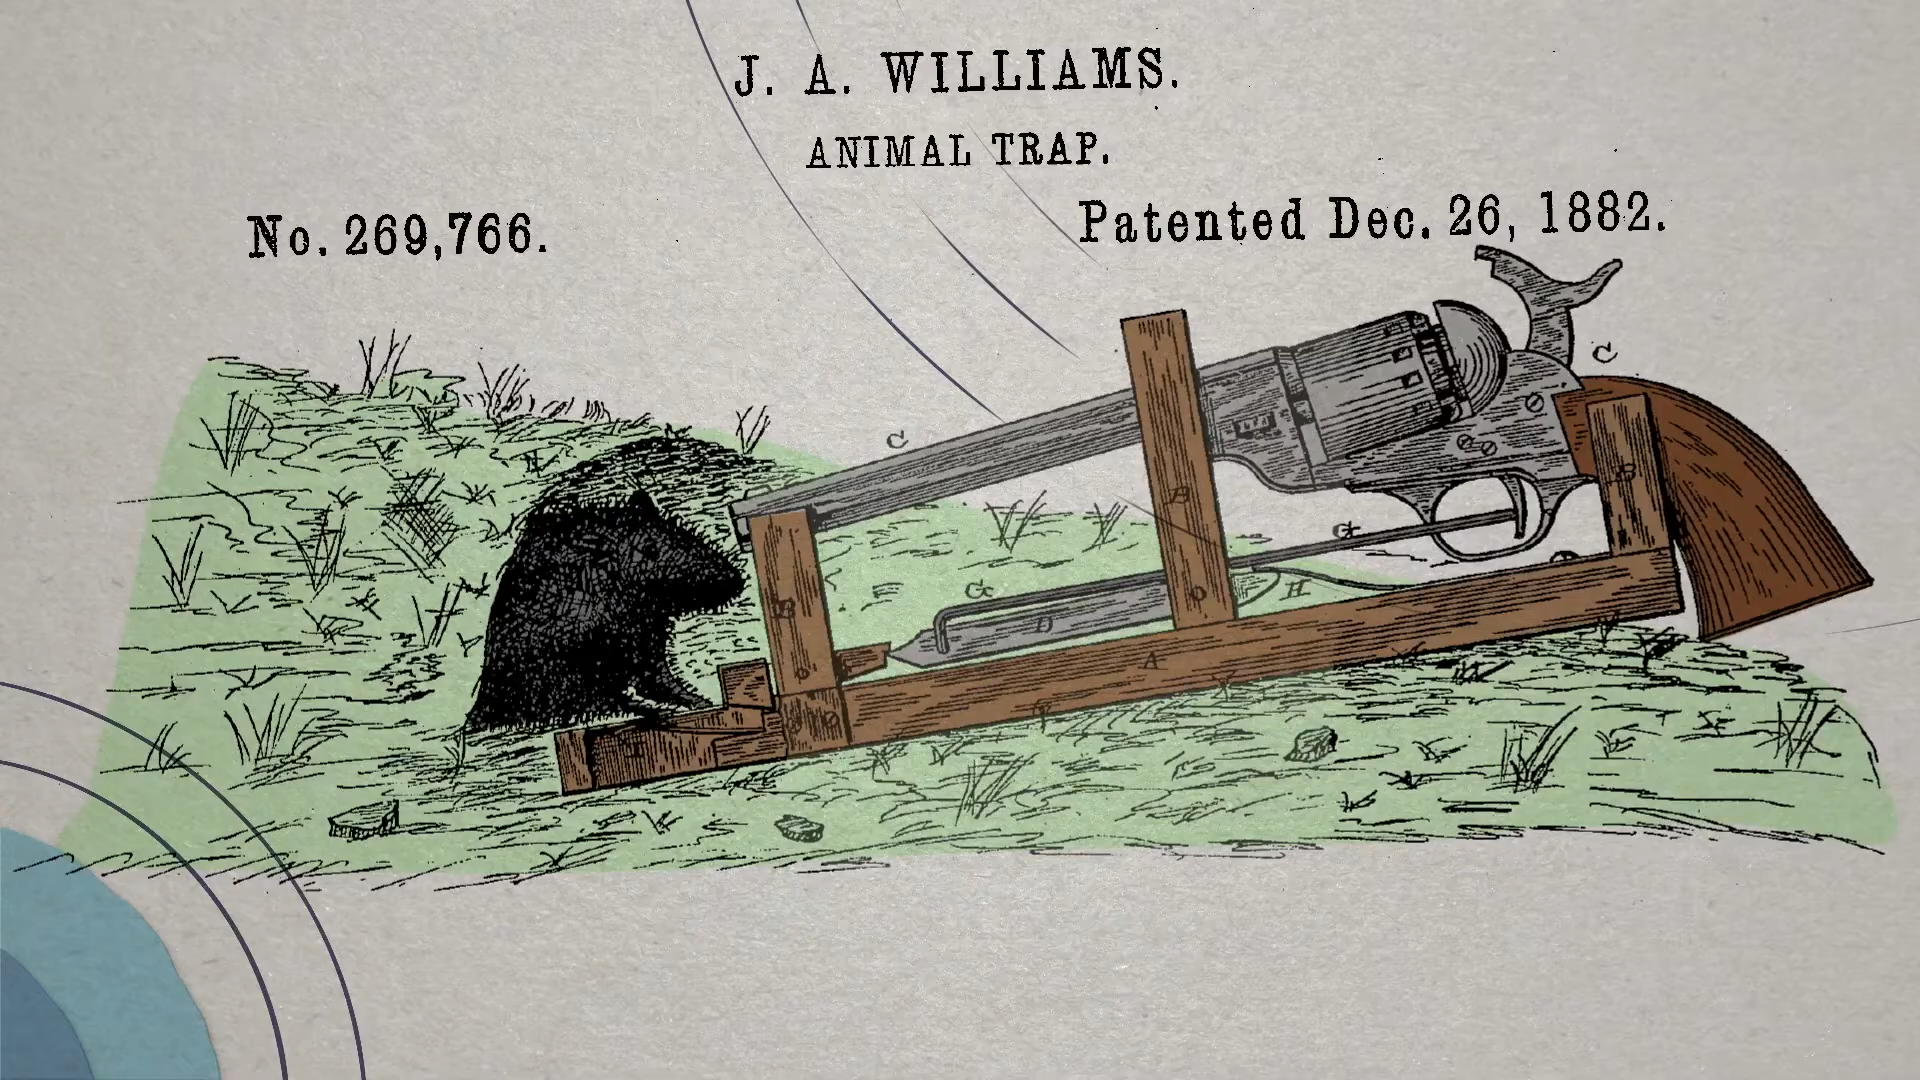 J. A. WILLIAMS.
ANIMAL TRAP.
No. 269,766.
Patented Dec. 26, 1882.
C
C
B
B
G
G
H
B
D
A